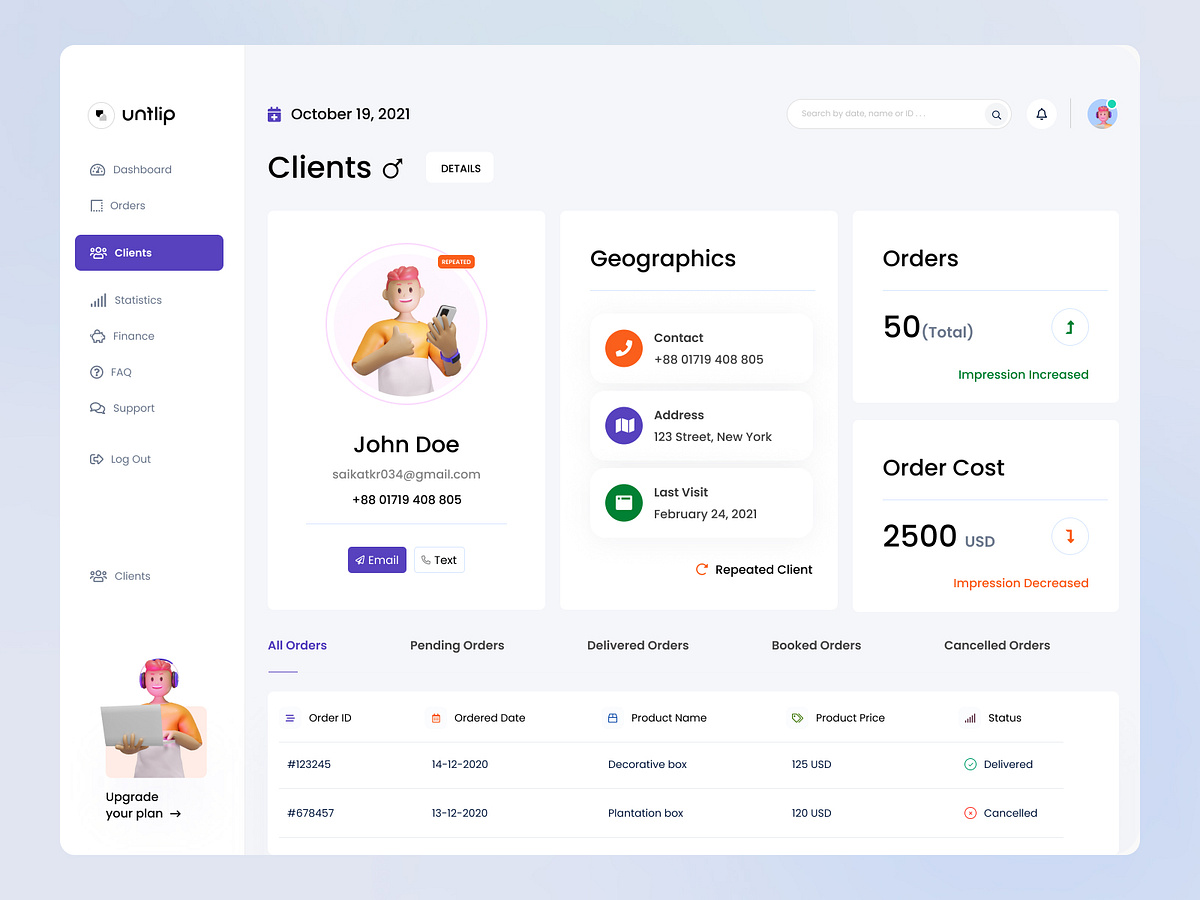 untlip
Dashboard
Orders
Clients
Statistics
Finance
FAQ
Support
Log Out
Clients
Upgrade
your plan →
October 19, 2021
Search by date, name or ID . . .
Clients
DETAILS
REPEATED
John Doe
saikatkr034@gmail.com
+88 01719 408 805
Email
Text
Geographics
Contact
+88 01719 408 805
Address
123 Street, New York
Last Visit
February 24, 2021
Repeated Client
Orders
50(Total)
Impression Increased
Order Cost
2500 USD
Impression Decreased
All Orders Pending Orders Delivered Orders Booked Orders Cancelled Orders
Order ID Ordered Date Product Name Product Price Status
#123245 14-12-2020 Decorative box 125 USD Delivered
#678457 13-12-2020 Plantation box 120 USD Cancelled